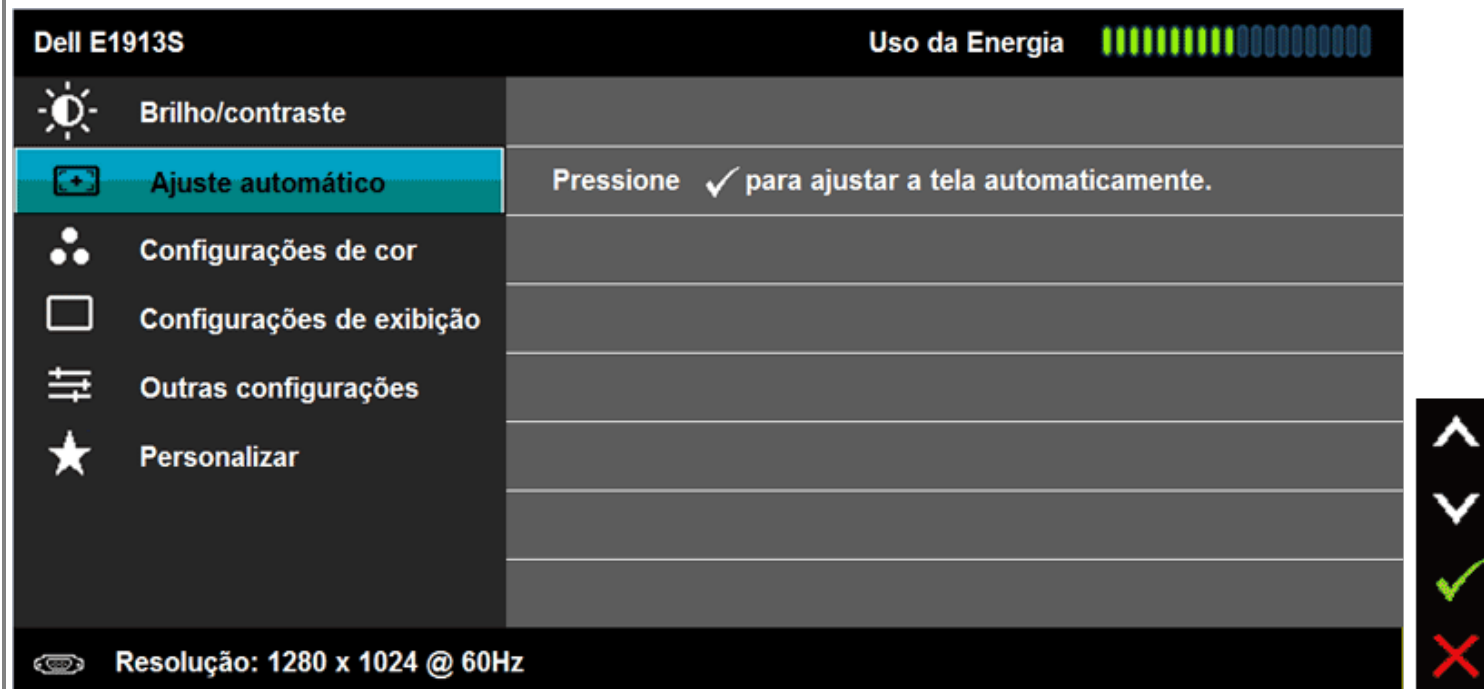 Dell E1913S
Uso da Energia
Brilho/contraste
Ajuste automático
Pressione ✓ para ajustar a tela automaticamente.
Configurações de cor
Configurações de exibição
Outras configurações
Personalizar
Resolução: 1280 x 1024 @ 60Hz